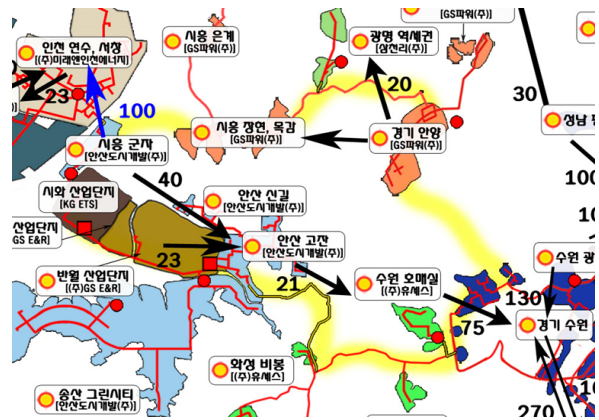 [GS파워(주)]
인천 연수, 서창
[(주)미래엔인천에너지]
시흥 은계
[GS파워(주)]
광명 역세권
[삼천리(주)]
23
100
20
30
성남 판
시흥 장현, 목감
[GS파워(주)]
경기 안양
[GS파워(주)]
시흥 군자
[안산도시개발(주)]
100
40
시화 산업단지
[KG ETS]
안산 신길
[안산도시개발(주)]
10
산업단지
GS E&R]
안산 고잔
[안산도시개발(주)]
수원 광
23
반월 산업단지
[(주)GS E&R]
21
수원 호매실
[(주)휴세스]
130
75
경기 수원
화성 비봉
[(주)휴세스]
송산 그린시티
[안산도시개발(주)]
270
10